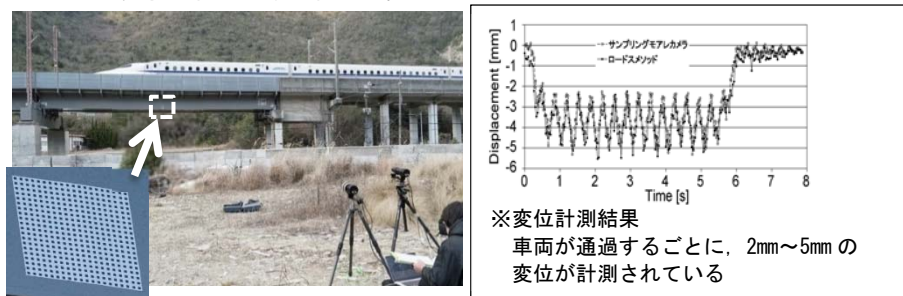 Displacement [mm]
1
0
-1
-2
-3
-4
-5
-6
サンプリングモアレカメラ
ロードスメソッド
0 1 2 3 4 5 6 7 8
Time [s]
※変位計測結果
車両が通過するごとに，2mm～5mm の
変位が計測されている